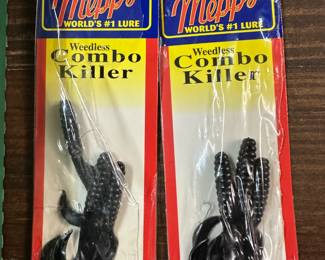 Mepps
WORLD'S #1 LURE
Weedless
Combo
Killer
Mepps
WORLD'S #1 LURE
Weedless
Combo
Killer